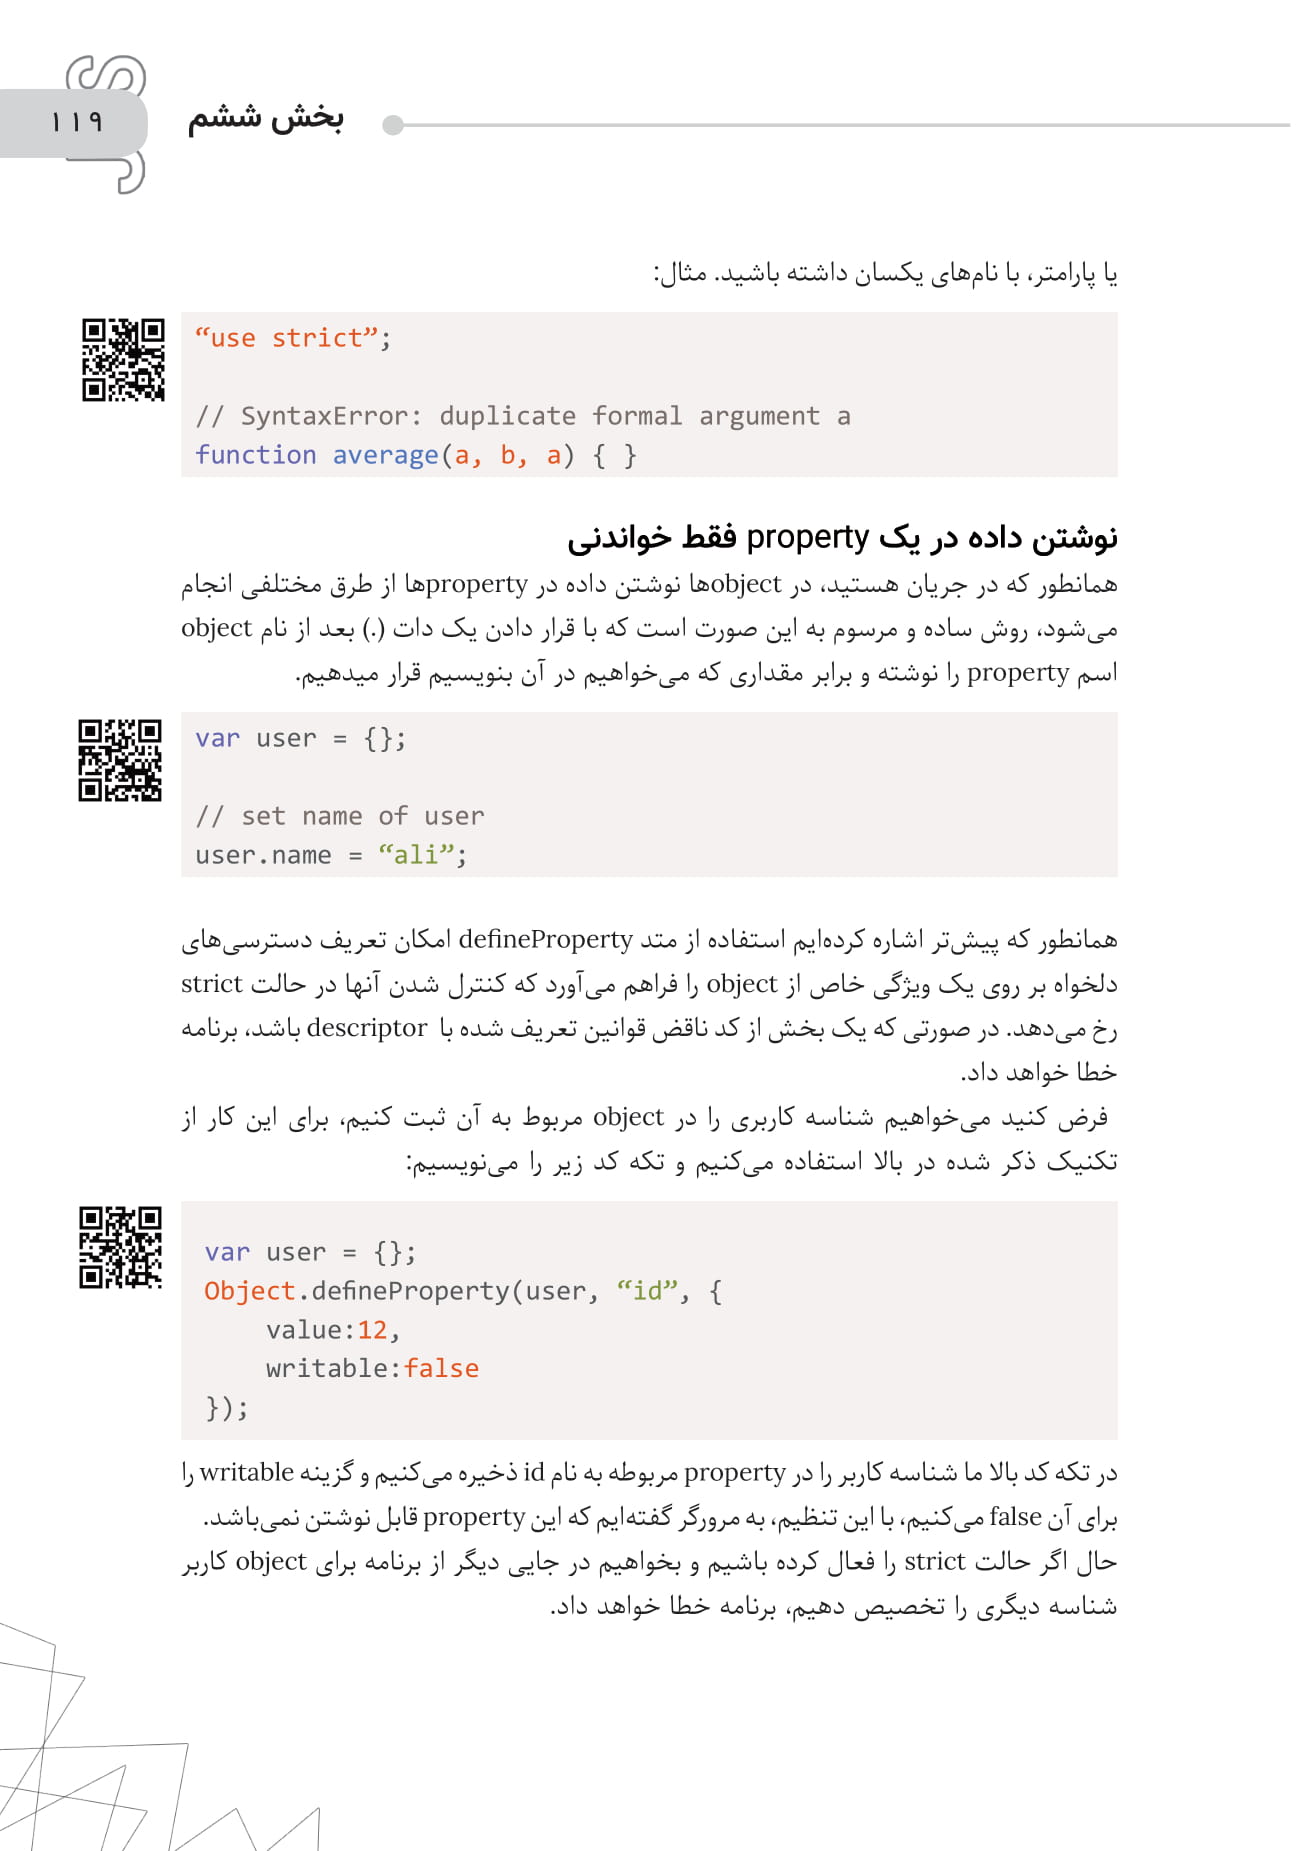 ۱۱۹
بخش ششم
یا پارامتر، با نام‌های یکسان داشته باشید. مثال:
“use strict”;
// SyntaxError: duplicate formal argument a
function average(a, b, a) { }
نوشتن داده در یک property فقط خواندنی
همانطور که در جریان هستید، در objectها نوشتن داده در propertyها از طرق مختلفی انجام
می‌شود، روش ساده و مرسوم به این صورت است که با قرار دادن یک دات (.) بعد از نام object
اسم property را نوشته و برابر مقداری که می‌خواهیم در آن بنویسیم قرار میدهیم.
var user = {};
// set name of user
user.name = “ali”;
همانطور که پیش‌تر اشاره کرده‌ایم استفاده از متد defineProperty امکان تعریف دسترسی‌های
دلخواه بر روی یک ویژگی خاص از object را فراهم می‌آورد که کنترل شدن آنها در حالت strict
رخ می‌دهد. در صورتی که یک بخش از کد ناقض قوانین تعریف شده با descriptor باشد، برنامه
خطا خواهد داد.
فرض کنید می‌خواهیم شناسه کاربری را در object مربوط به آن ثبت کنیم، برای این کار از
تکنیک ذکر شده در بالا استفاده می‌کنیم و تکه کد زیر را می‌نویسیم:
var user = {};
Object.defineProperty(user, “id”, {
    value:12,
    writable:false
});
در تکه کد بالا ما شناسه کاربر را در property مربوطه به نام id ذخیره می‌کنیم و گزینه writable را
برای آن false می‌کنیم، با این تنظیم، به مرورگر گفته‌ایم که این property قابل نوشتن نمی‌باشد.
حال اگر حالت strict را فعال کرده باشیم و بخواهیم در جایی دیگر از برنامه برای object کاربر
شناسه دیگری را تخصیص دهیم، برنامه خطا خواهد داد.